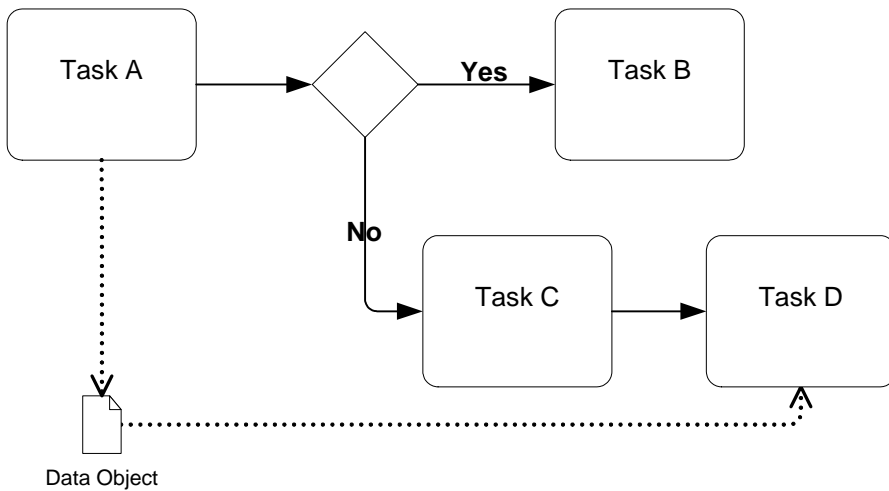 Task A
Yes
Task B
No
Task C
Task D
Data Object